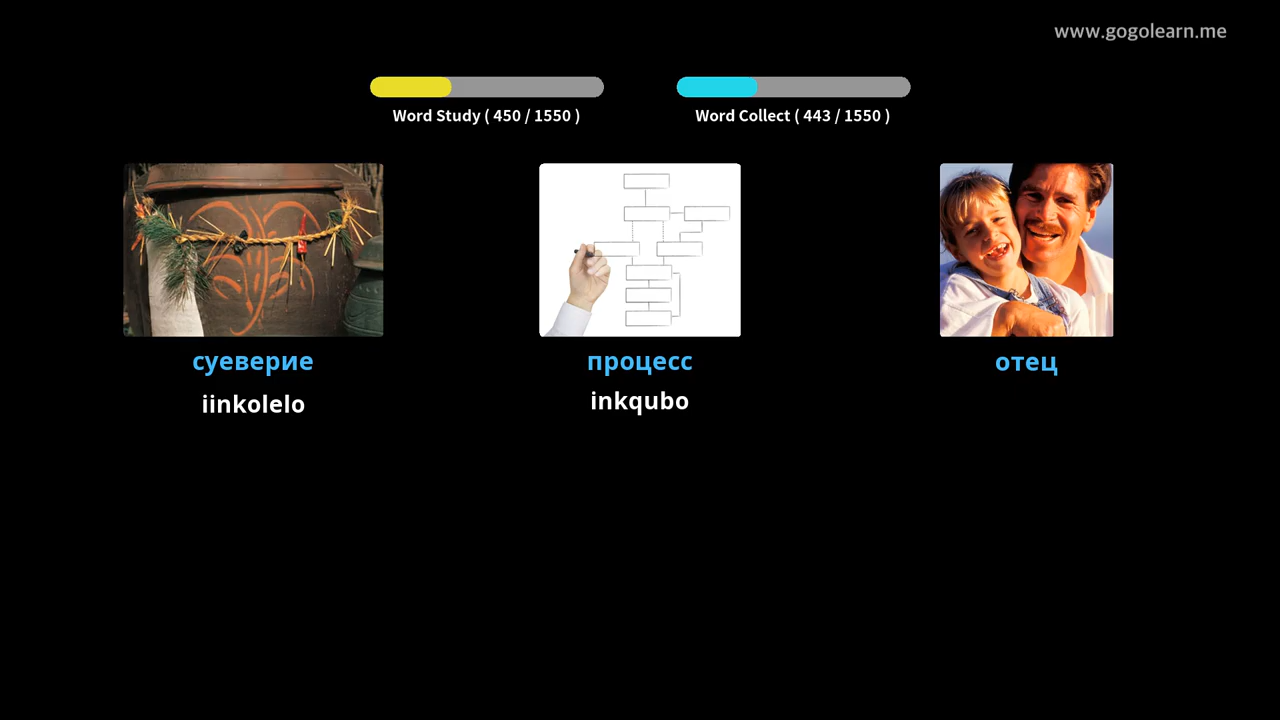 www.gogolearn.me
Word Study ( 450 / 1550 )
Word Collect ( 443 / 1550 )
суеверие
процесс
отец
iinkolelo
inkqubo